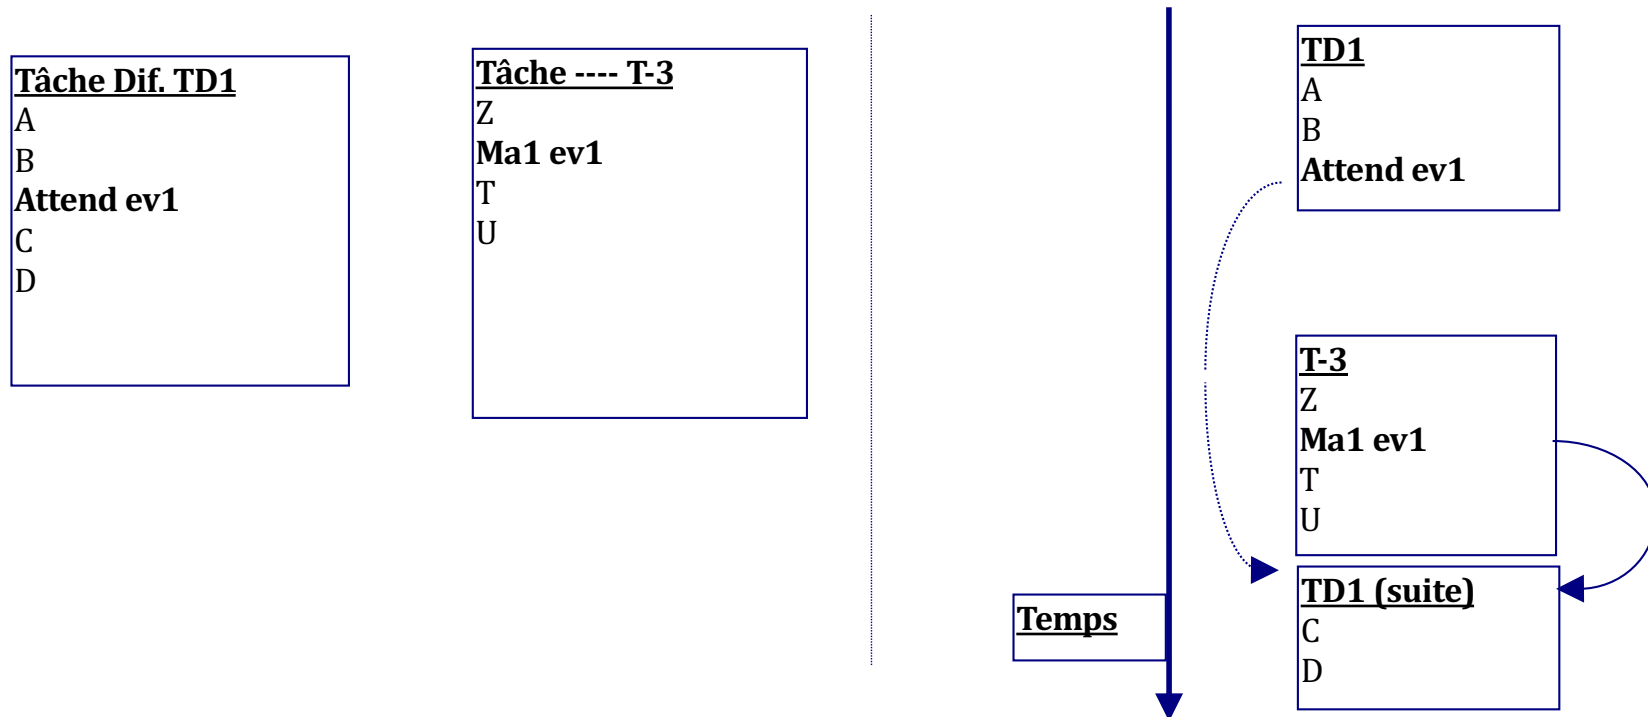 Tâche Dif. TD1
A
B
Attend ev1
C
D
Tâche ---- T-3
Z
Ma1 ev1
T
U
TD1
A
B
Attend ev1
T-3
Z
Ma1 ev1
T
U
Temps
TD1 (suite)
C
D